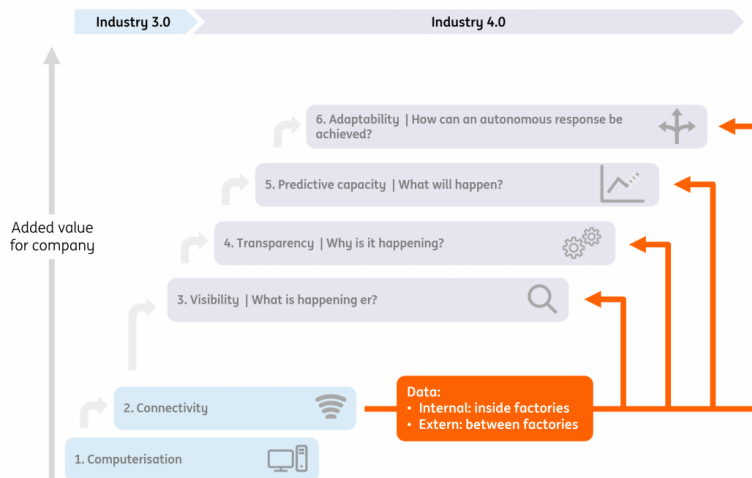 Industry 3.0
Industry 4.0
6. Adaptability | How can an autonomous response be
achieved?
5. Predictive capacity | What will happen?
Added value
for company
4. Transparency | Why is it happening?
3. Visibility | What is happening er?
2. Connectivity
Data:
• Internal: inside factories
• Extern: between factories
1. Computerisation